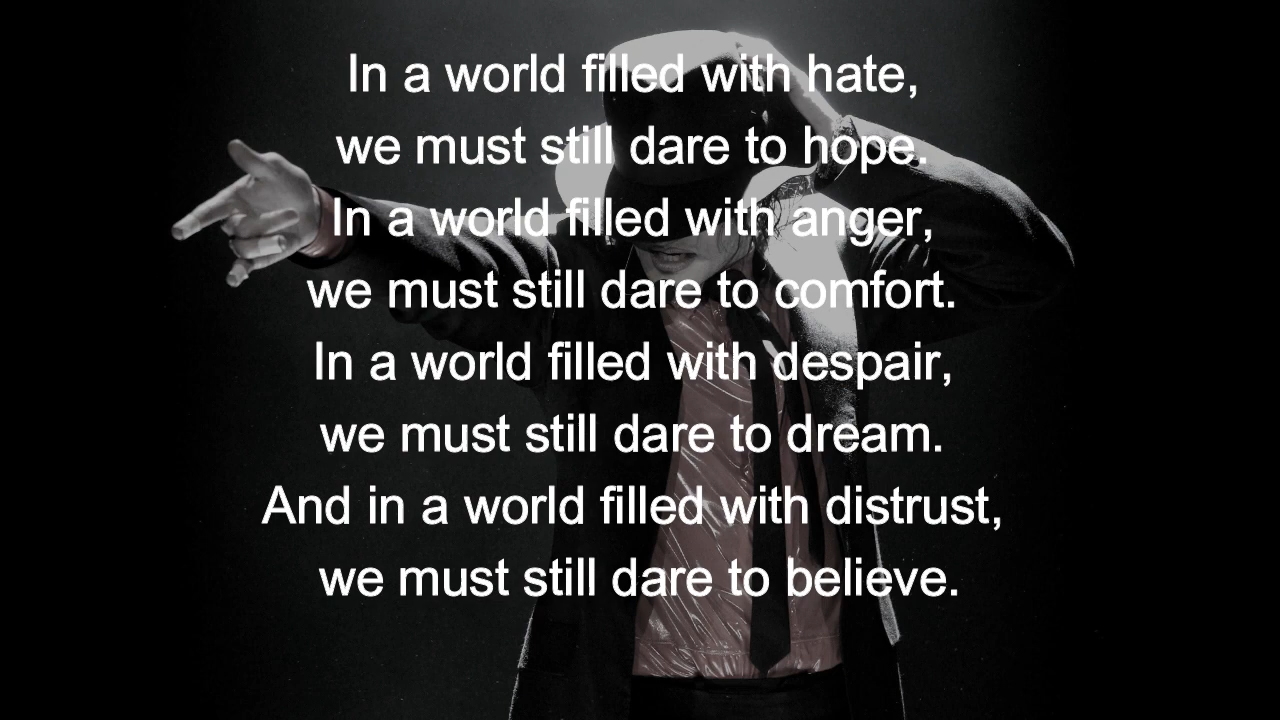 In a world filled with hate,
we must still dare to hope.
In a world filled with anger,
we must still dare to comfort.
In a world filled with despair,
we must still dare to dream.
And in a world filled with distrust,
we must still dare to believe.